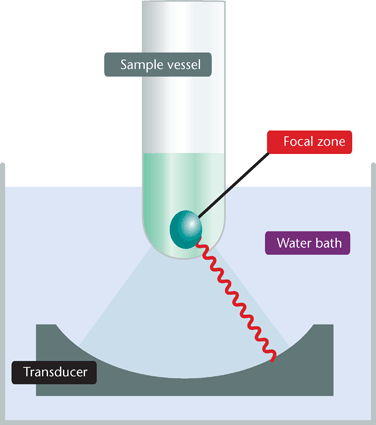 Sample vessel
Focal zone
Water bath
Transducer